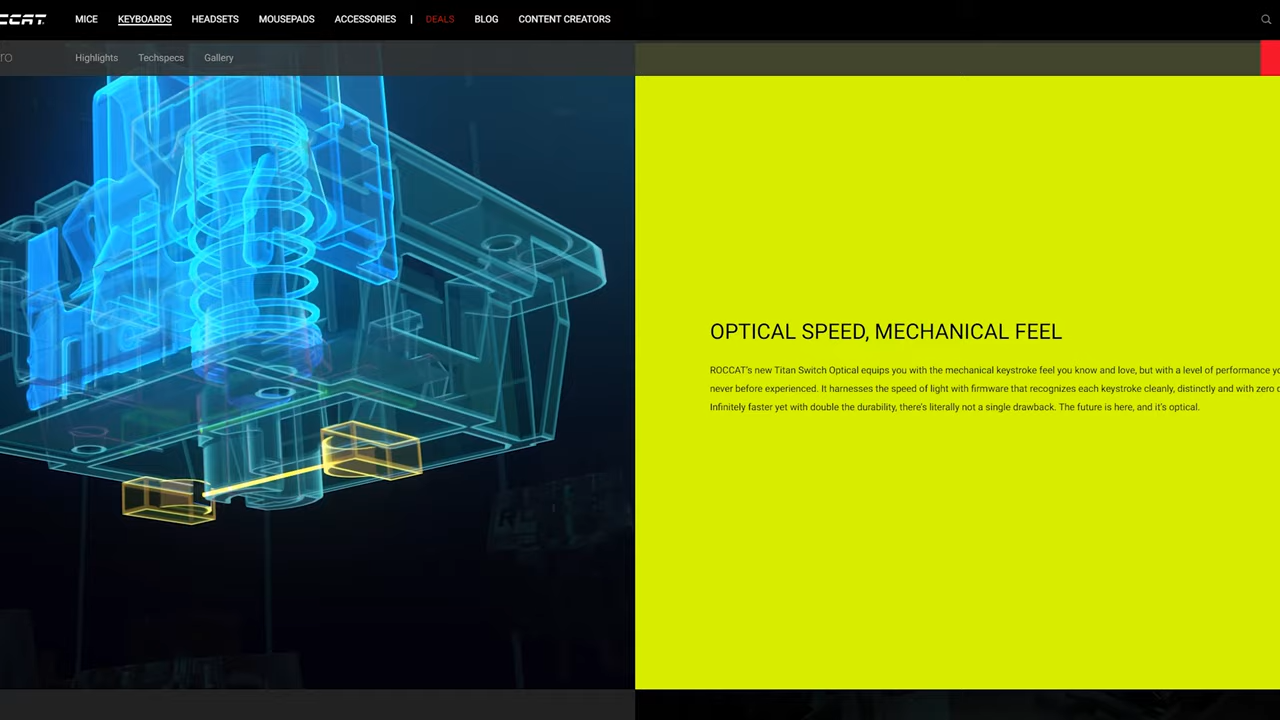 MICE KEYBOARDS HEADSETS MOUSEPADS ACCESSORIES | DEALS BLOG CONTENT CREATORS
Highlights Techspecs Gallery
OPTICAL SPEED, MECHANICAL FEEL
ROCCAT's new Titan Switch Optical equips you with the mechanical keystroke feel you know and love, but with a level of performance
never before experienced. It harnesses the speed of light with firmware that recognizes each keystroke cleanly, distinctly and with zero
Infinitely faster yet with double the durability, there's literally not a single drawback. The future is here, and it's optical.